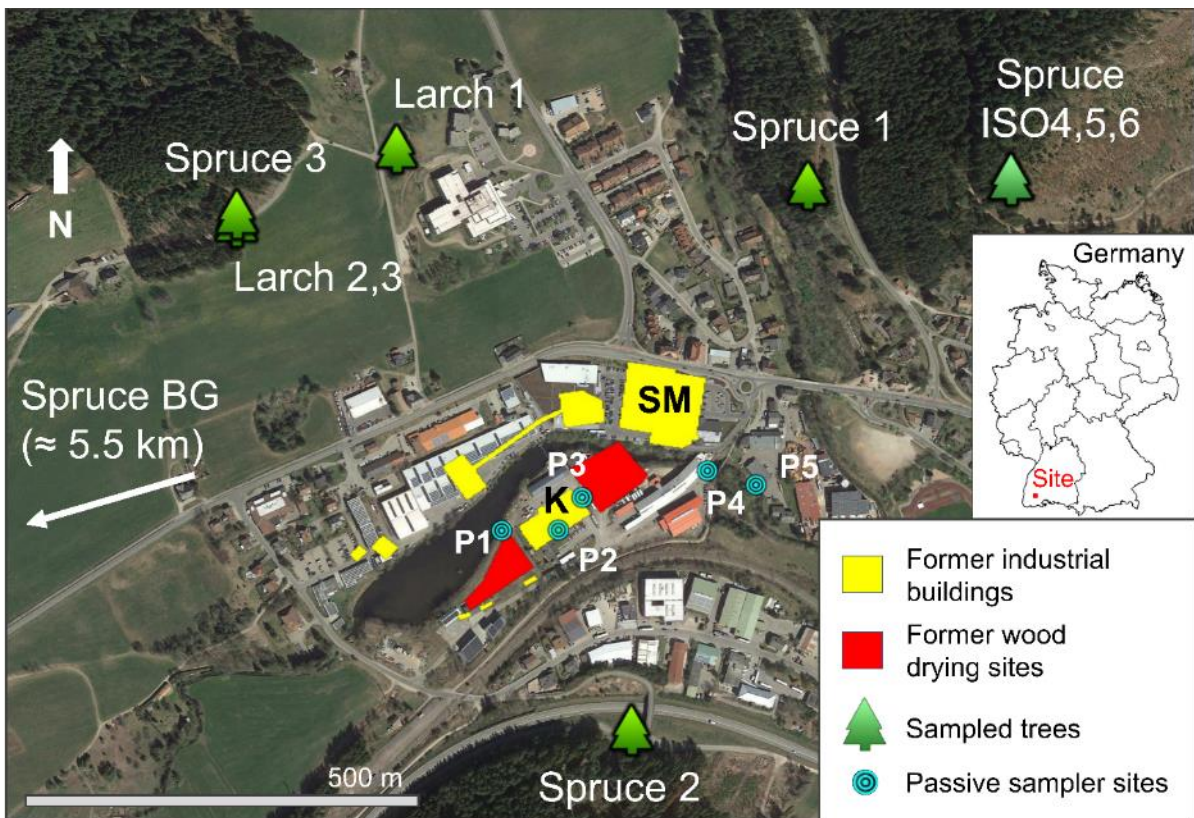 Larch 1
Spruce
ISO4,5,6
Spruce 1
Spruce 3
N
Larch 2,3
Germany
Site
Spruce BG
(≈ 5.5 km)
SM
P3
K
P5
P4
P1
P2
Former industrial
buildings
Former wood
drying sites
Sampled trees
Passive sampler sites
500 m
Spruce 2